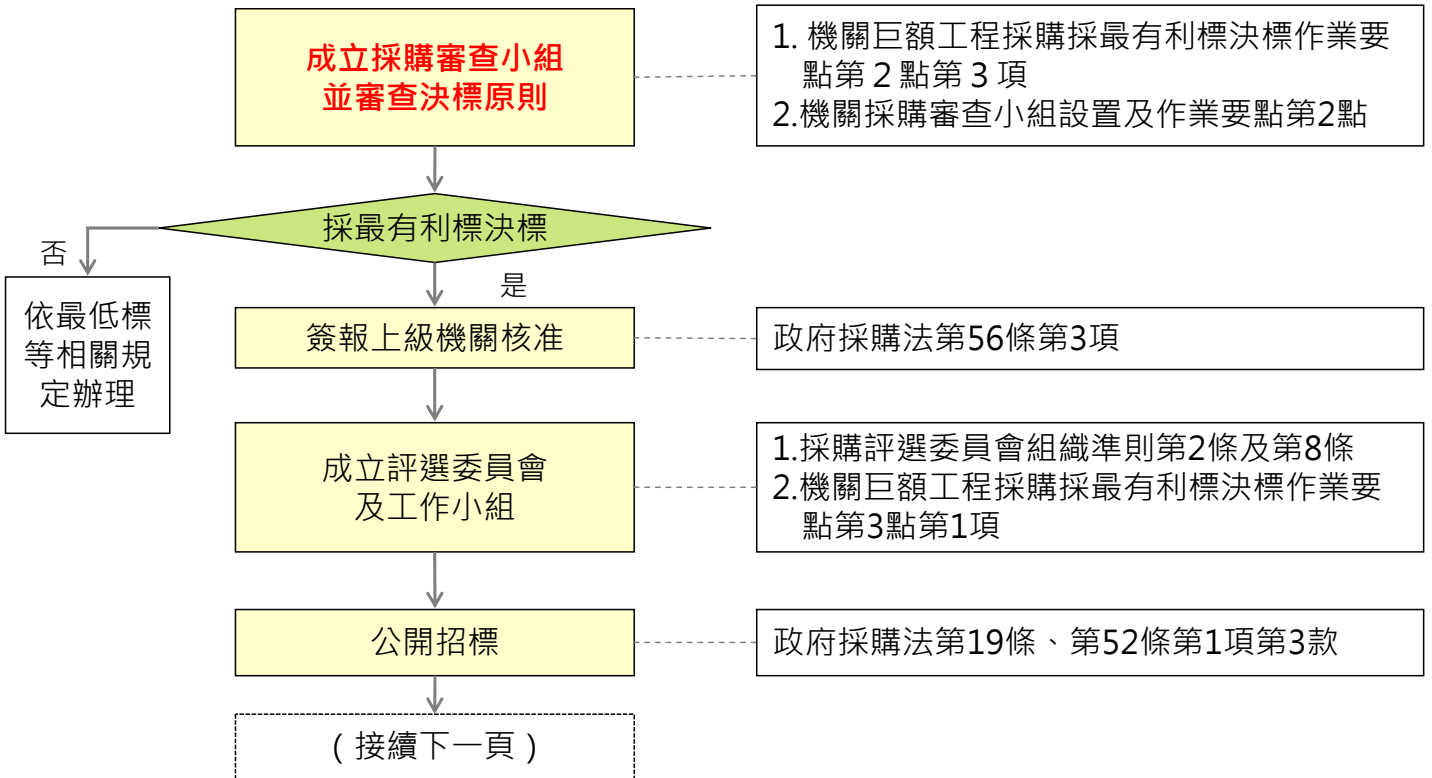 成立採購審查小組
並審查決標原則
1. 機關巨額工程採購採最有利標決標作業要
點第２點第３項
2.機關採購審查小組設置及作業要點第2點
採最有利標決標
否
是
依最低標
等相關規
定辦理
簽報上級機關核准
政府採購法第56條第3項
成立評選委員會
及工作小組
1.採購評選委員會組織準則第2條及第8條
2.機關巨額工程採購採最有利標決標作業要
點第3點第1項
公開招標
政府採購法第19條、第52條第1項第3款
（接續下一頁）